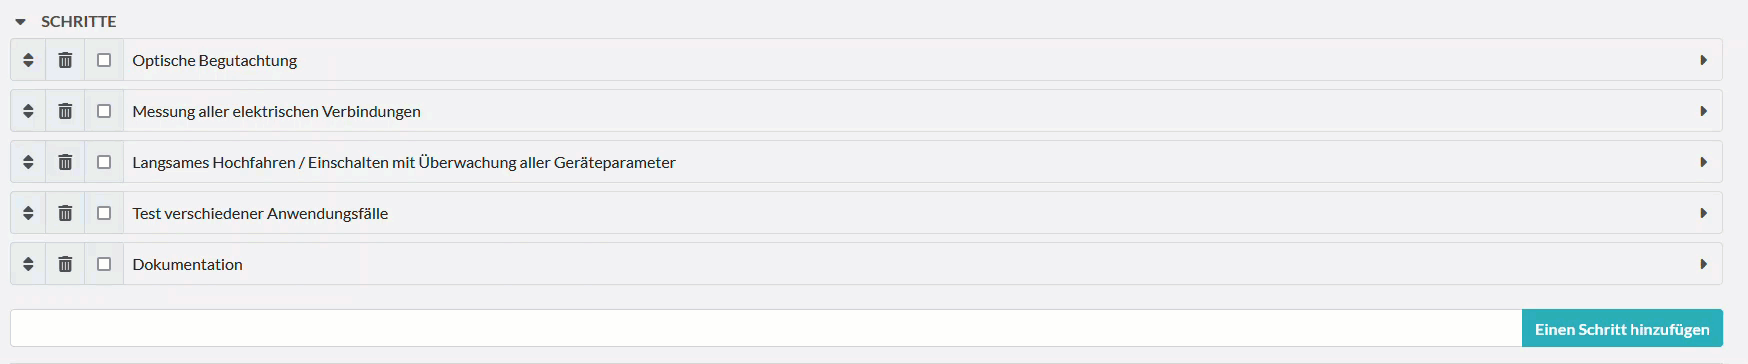 SCHRITTE
Optische Begutachtung
Messung aller elektrischen Verbindungen
Langsames Hochfahren / Einschalten mit Überwachung aller Geräteparameter
Test verschiedener Anwendungsfälle
Dokumentation
Einen Schritt hinzufügen